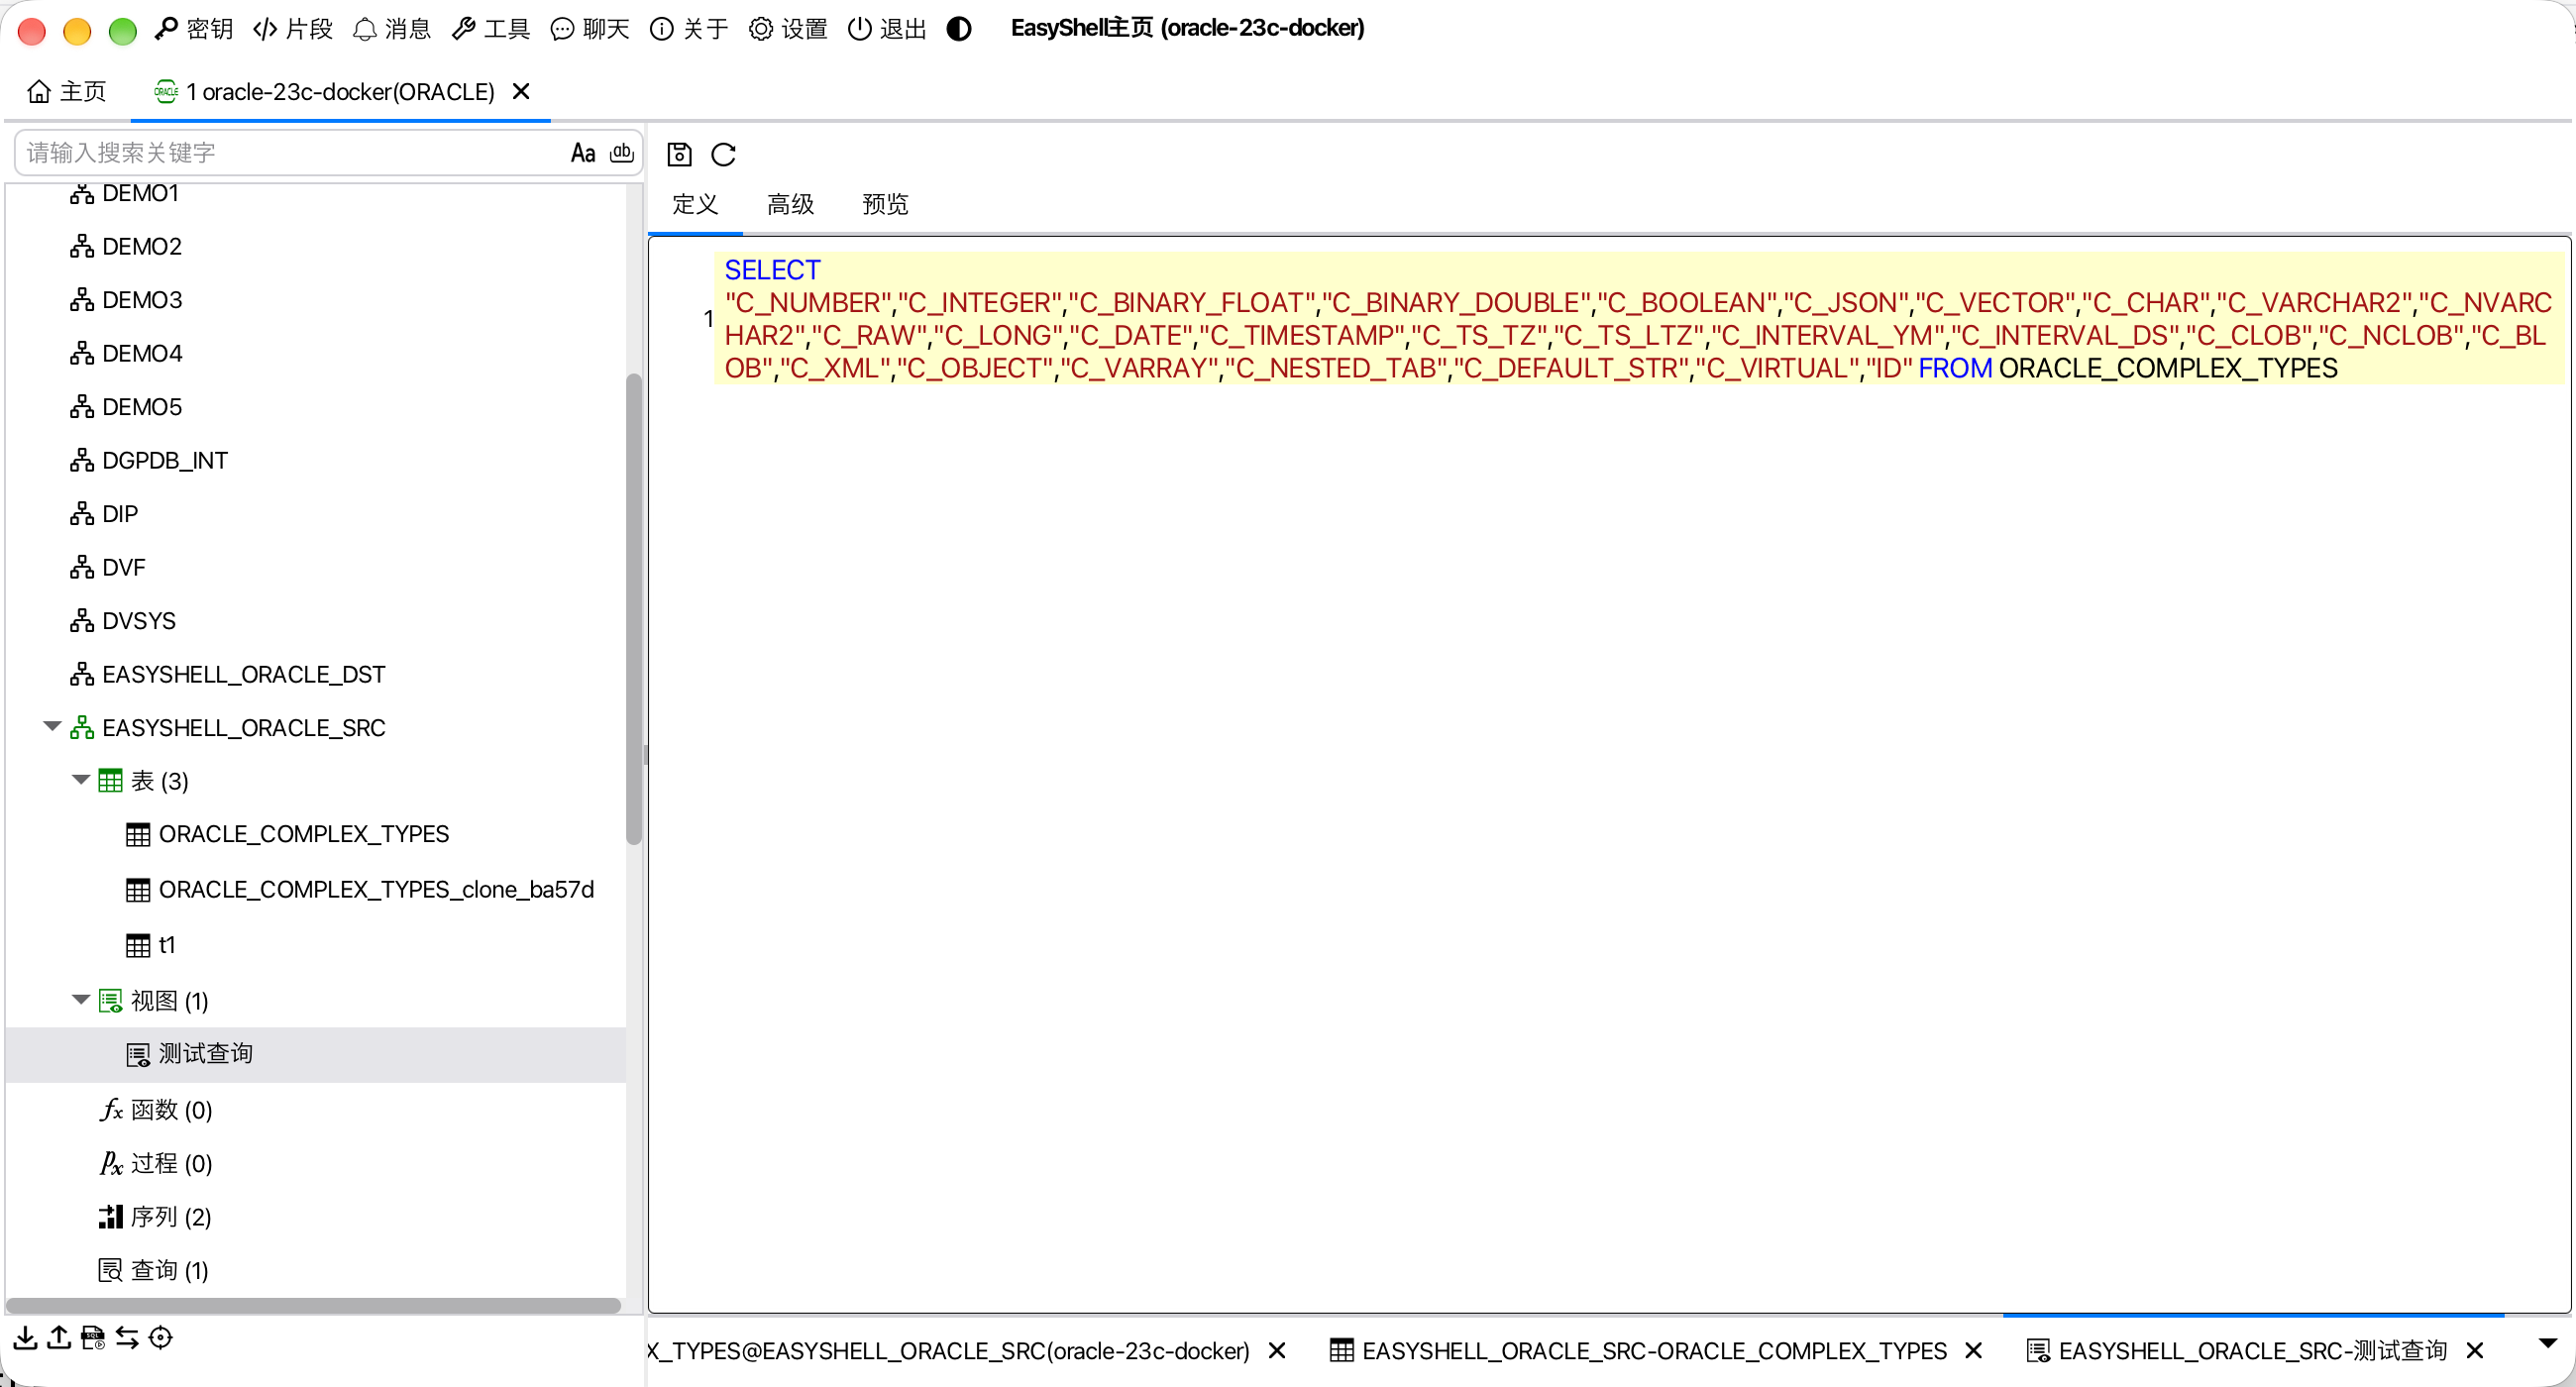 密钥 片段 消息 工具 聊天 关于 设置 退出 EasyShell主页 (oracle-23c-docker)
主页 1 oracle-23c-docker(ORACLE)
请输入搜索关键字 Aa ab
DEMO1
DEMO2
DEMO3
DEMO4
DEMO5
DGPDB_INT
DIP
DVF
DVSYS
EASYSHELL_ORACLE_DST
EASYSHELL_ORACLE_SRC
表 (3)
ORACLE_COMPLEX_TYPES
ORACLE_COMPLEX_TYPES_clone_ba57d
t1
视图 (1)
测试查询
函数 (0)
过程 (0)
序列 (2)
查询 (1)
定义 高级 预览
1
SELECT
"C_NUMBER","C_INTEGER","C_BINARY_FLOAT","C_BINARY_DOUBLE","C_BOOLEAN","C_JSON","C_VECTOR","C_CHAR","C_VARCHAR2","C_NVARC
HAR2","C_RAW","C_LONG","C_DATE","C_TIMESTAMP","C_TS_TZ","C_TS_LTZ","C_INTERVAL_YM","C_INTERVAL_DS","C_CLOB","C_NCLOB","C_BL
OB","C_XML","C_OBJECT","C_VARRAY","C_NESTED_TAB","C_DEFAULT_STR","C_VIRTUAL","ID" FROM ORACLE_COMPLEX_TYPES
X_TYPES@EASYSHELL_ORACLE_SRC(oracle-23c-docker) EASYSHELL_ORACLE_SRC-ORACLE_COMPLEX_TYPES EASYSHELL_ORACLE_SRC-测试查询